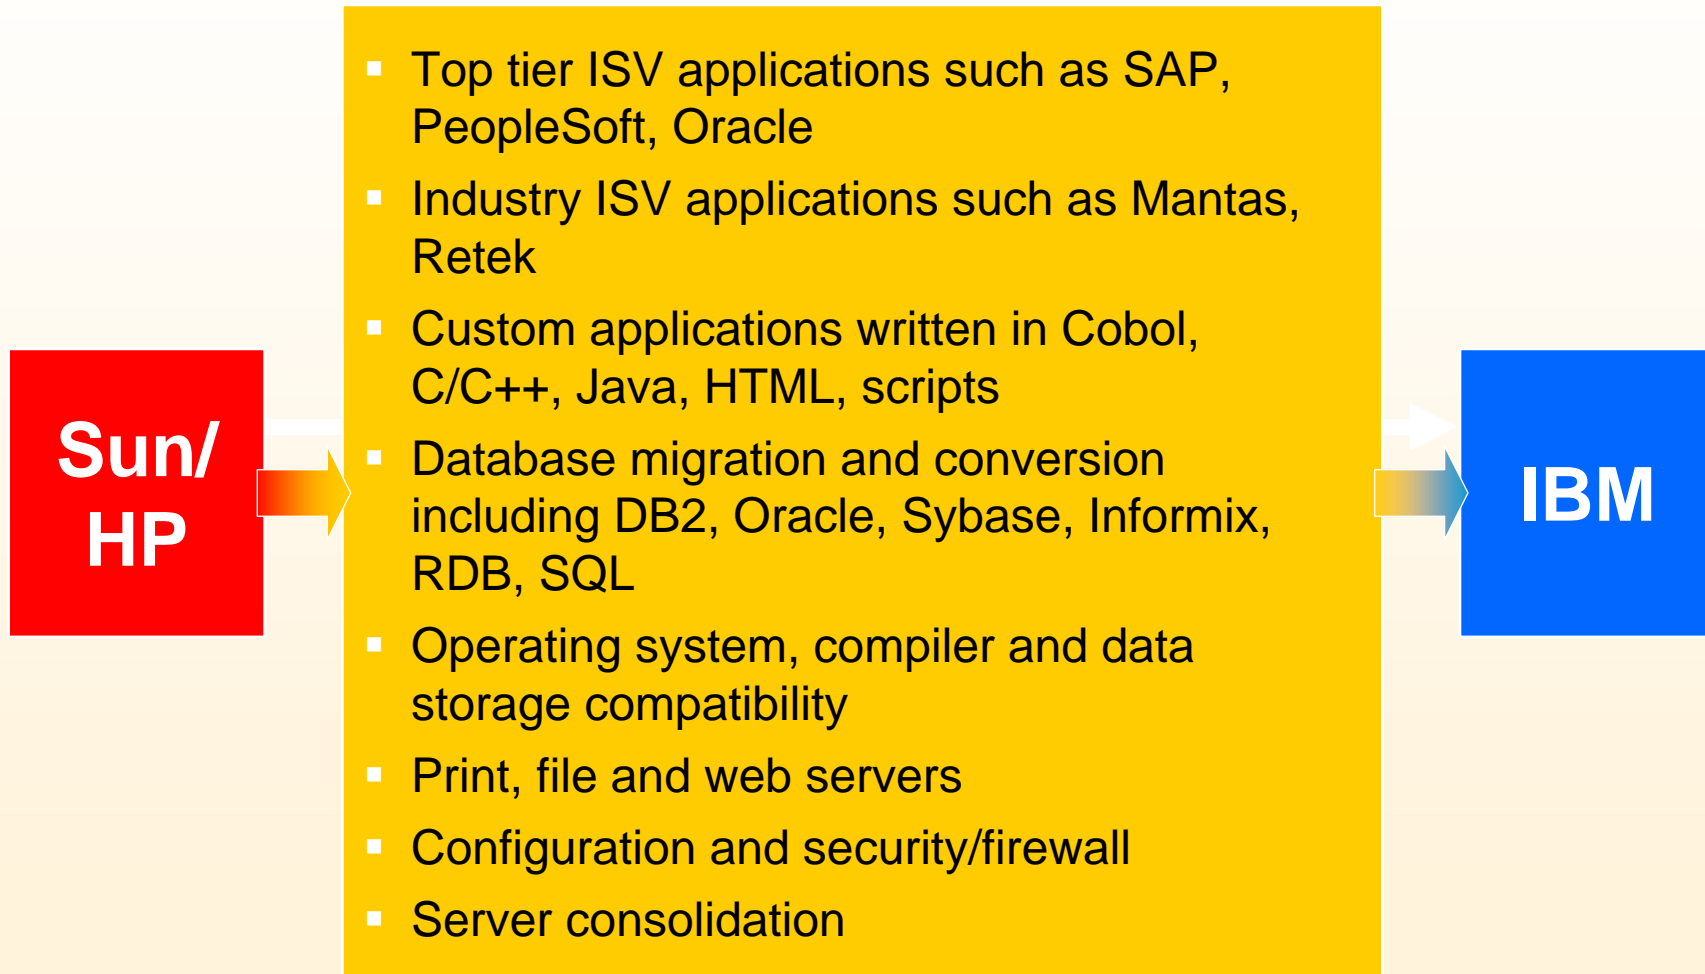 Sun/
HP
▪ Top tier ISV applications such as SAP,
PeopleSoft, Oracle
▪ Industry ISV applications such as Mantas,
Retek
▪ Custom applications written in Cobol,
C/C++, Java, HTML, scripts
▪ Database migration and conversion
including DB2, Oracle, Sybase, Informix,
RDB, SQL
▪ Operating system, compiler and data
storage compatibility
▪ Print, file and web servers
▪ Configuration and security/firewall
▪ Server consolidation
IBM